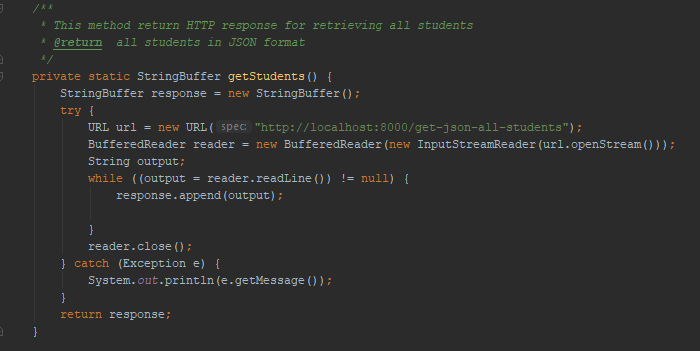 /**
 * This method return HTTP response for retrieving all students
 * @return  all students in JSON format
 */
private static StringBuffer getStudents() {
    StringBuffer response = new StringBuffer();
    try {
        URL url = new URL( spec: "http://localhost:8000/get-json-all-students");
        BufferedReader reader = new BufferedReader(new InputStreamReader(url.openStream()));
        String output;
        while ((output = reader.readLine()) != null) {
            response.append(output);

        }
        reader.close();
    } catch (Exception e) {
        System.out.println(e.getMessage());
    }
    return response;
}